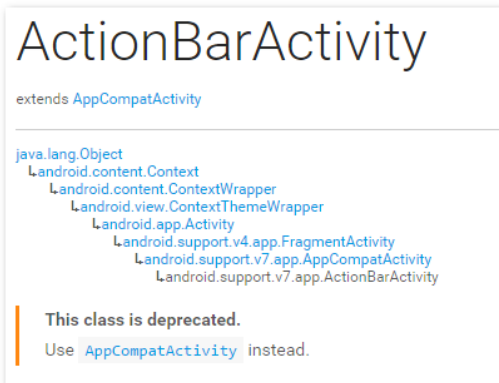 ActionBarActivity
extends AppCompatActivity
java.lang.Object
↳android.content.Context
↳android.content.ContextWrapper
↳android.view.ContextThemeWrapper
↳android.app.Activity
↳android.support.v4.app.FragmentActivity
↳android.support.v7.app.AppCompatActivity
↳android.support.v7.app.ActionBarActivity
This class is deprecated.
Use AppCompatActivity instead.